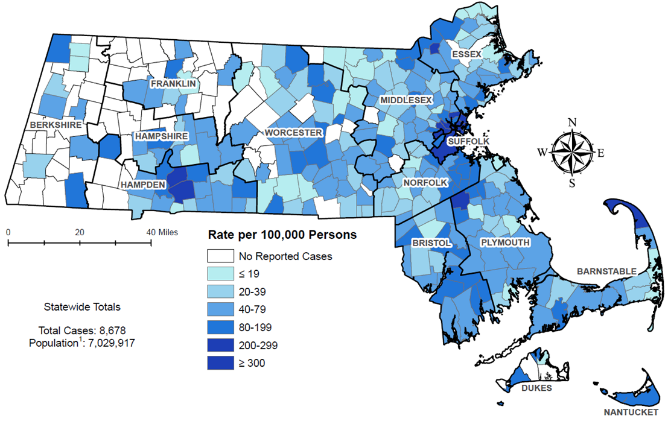 ESSEX
FRANKLIN
MIDDLESEX
BERKSHIRE
HAMPSHIRE
WORCESTER
SUFFOLK
N
W E
S
HAMPDEN
NORFOLK
0 20 40 Miles
Rate per 100,000 Persons
BRISTOL
PLYMOUTH
No Reported Cases
≤ 19
BARNSTABLE
20-39
Statewide Totals
40-79
Total Cases: 8,678
80-199
Population1: 7,029,917
200-299
≥ 300
DUKES
NANTUCKET